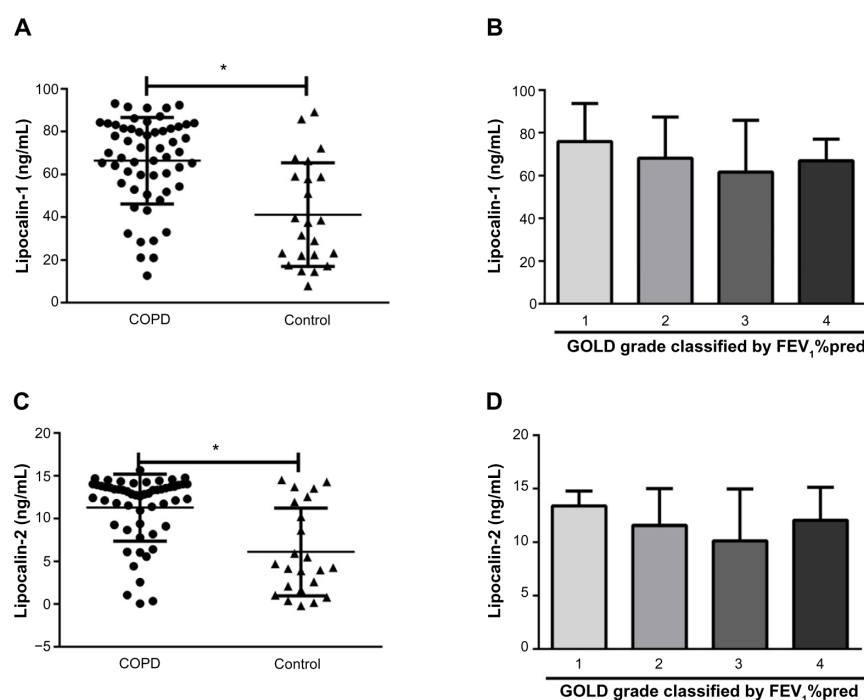 A
*
Lipocalin-1 (ng/mL)
100
80
60
40
20
0
COPD
Control
B
Lipocalin-1 (ng/mL)
100
80
60
40
20
0
1
2
3
4
GOLD grade classified by FEV1%pred
C
*
Lipocalin-2 (ng/mL)
20
15
10
5
0
−5
COPD
Control
D
Lipocalin-2 (ng/mL)
20
15
10
5
0
1
2
3
4
GOLD grade classified by FEV1%pred